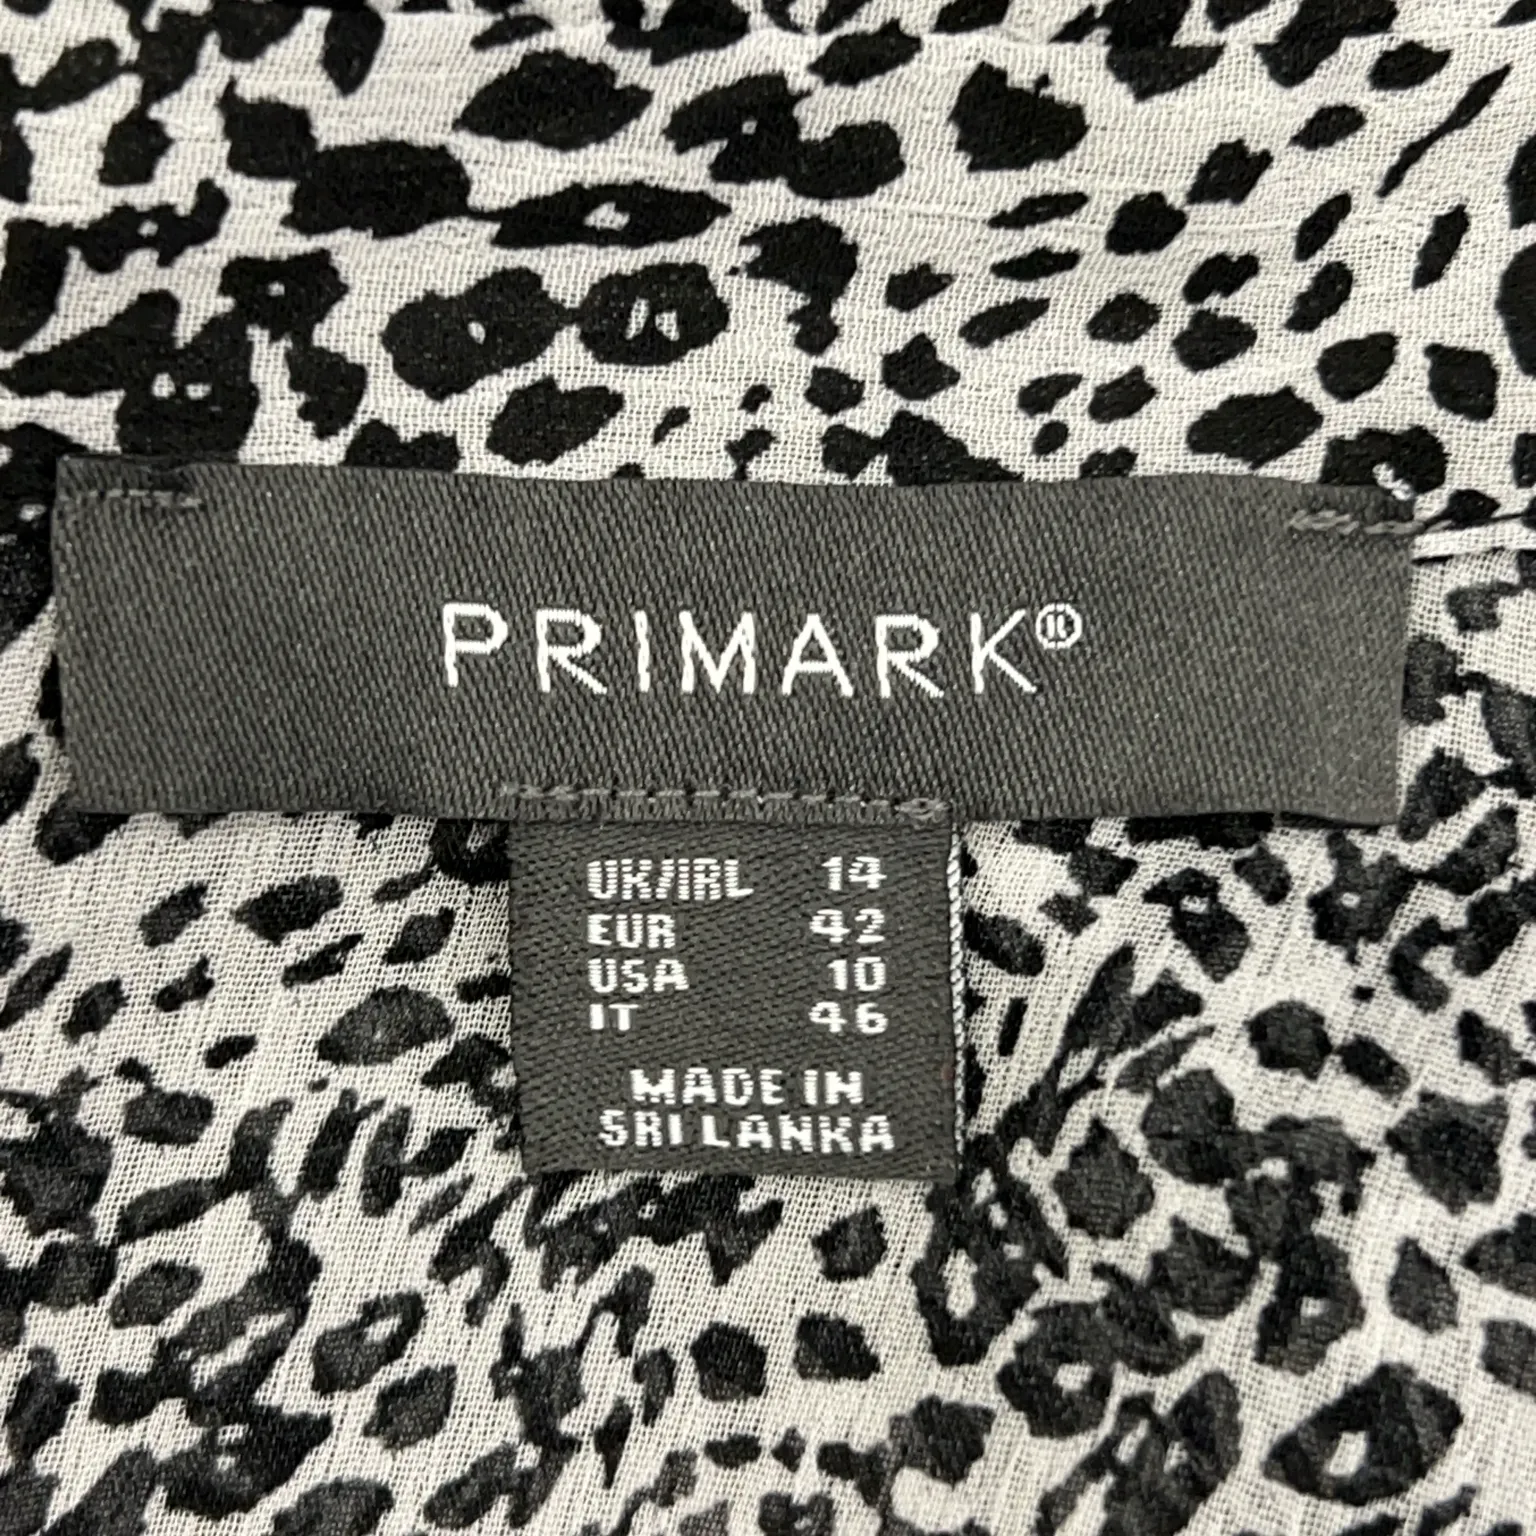 PRIMARK®
UK/IRL 14
EUR 42
USA 10
IT 46
MADE IN
SRI LANKA